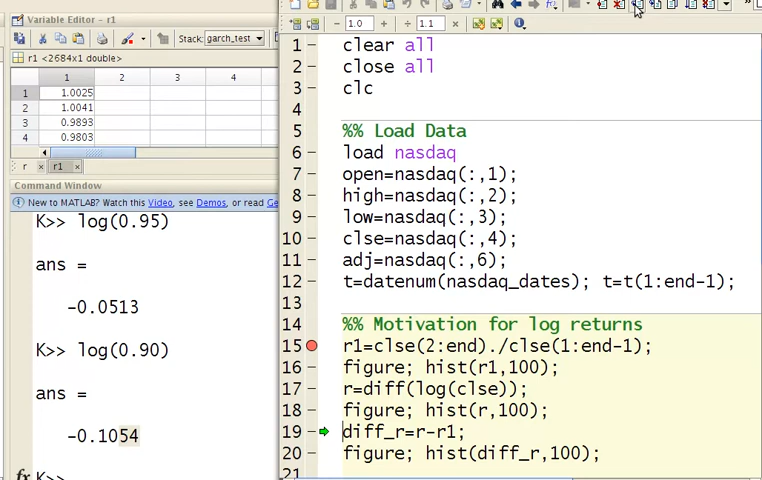 Variable Editor - r1
Stack: garch_test
r1 <2684x1 double>
1 2 3 4
1 1.0025
2 1.0041
3 0.9893
4 0.9803
r × r1 ×
Command Window
New to MATLAB? Watch this Video, see Demos, or read Ge
K>> log(0.95)
ans =
-0.0513
K>> log(0.90)
ans =
-0.1054
K>>
fx
− 1.0 + ÷ 1.1 ×
1 clear all
2 close all
3 clc
4
5 %% Load Data
6 load nasdaq
7 open=nasdaq(:,1);
8 high=nasdaq(:,2);
9 low=nasdaq(:,3);
10 clse=nasdaq(:,4);
11 adj=nasdaq(:,6);
12 t=datenum(nasdaq_dates); t=t(1:end-1);
13
14 %% Motivation for log returns
15 r1=clse(2:end)./clse(1:end-1);
16 figure; hist(r1,100);
17 r=diff(log(clse));
18 figure; hist(r,100);
19 diff_r=r-r1;
20 figure; hist(diff_r,100);
21